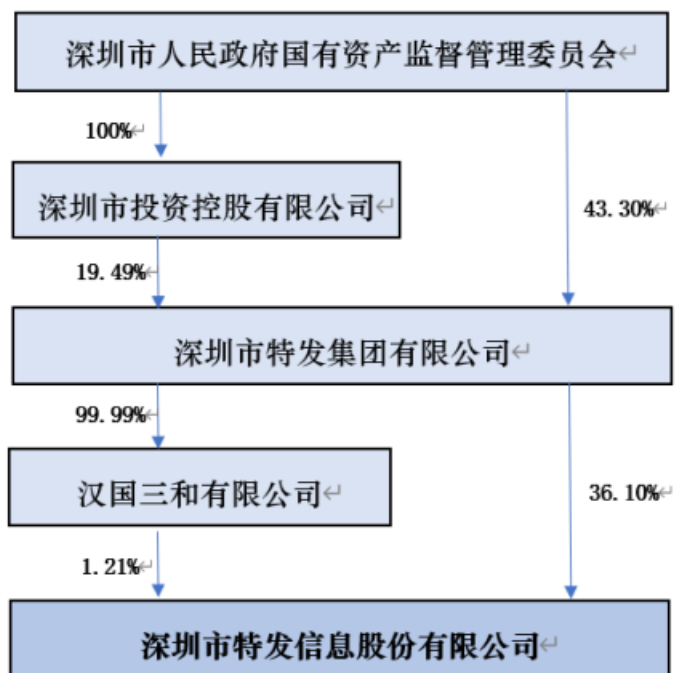 深圳市人民政府国有资产监督管理委员会
100%
深圳市投资控股有限公司
43.30%
19.49%
深圳市特发集团有限公司
99.99%
汉国三和有限公司
36.10%
1.21%
深圳市特发信息股份有限公司